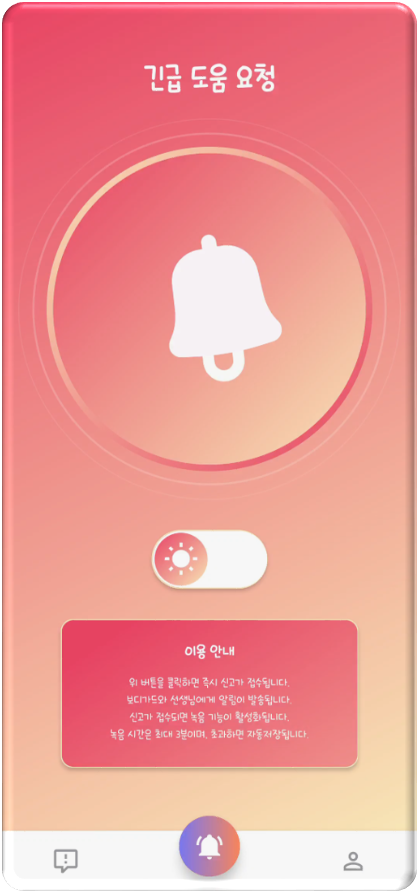 긴급 도움 요청
이용 안내
위 버튼을 클릭하면 즉시 신고가 접수됩니다.
보디가드와 선생님에게 알림이 발송됩니다.
신고가 접수되면 녹음 기능이 활성화됩니다.
녹음 시간은 최대 3분이며, 초과하면 자동저장됩니다.